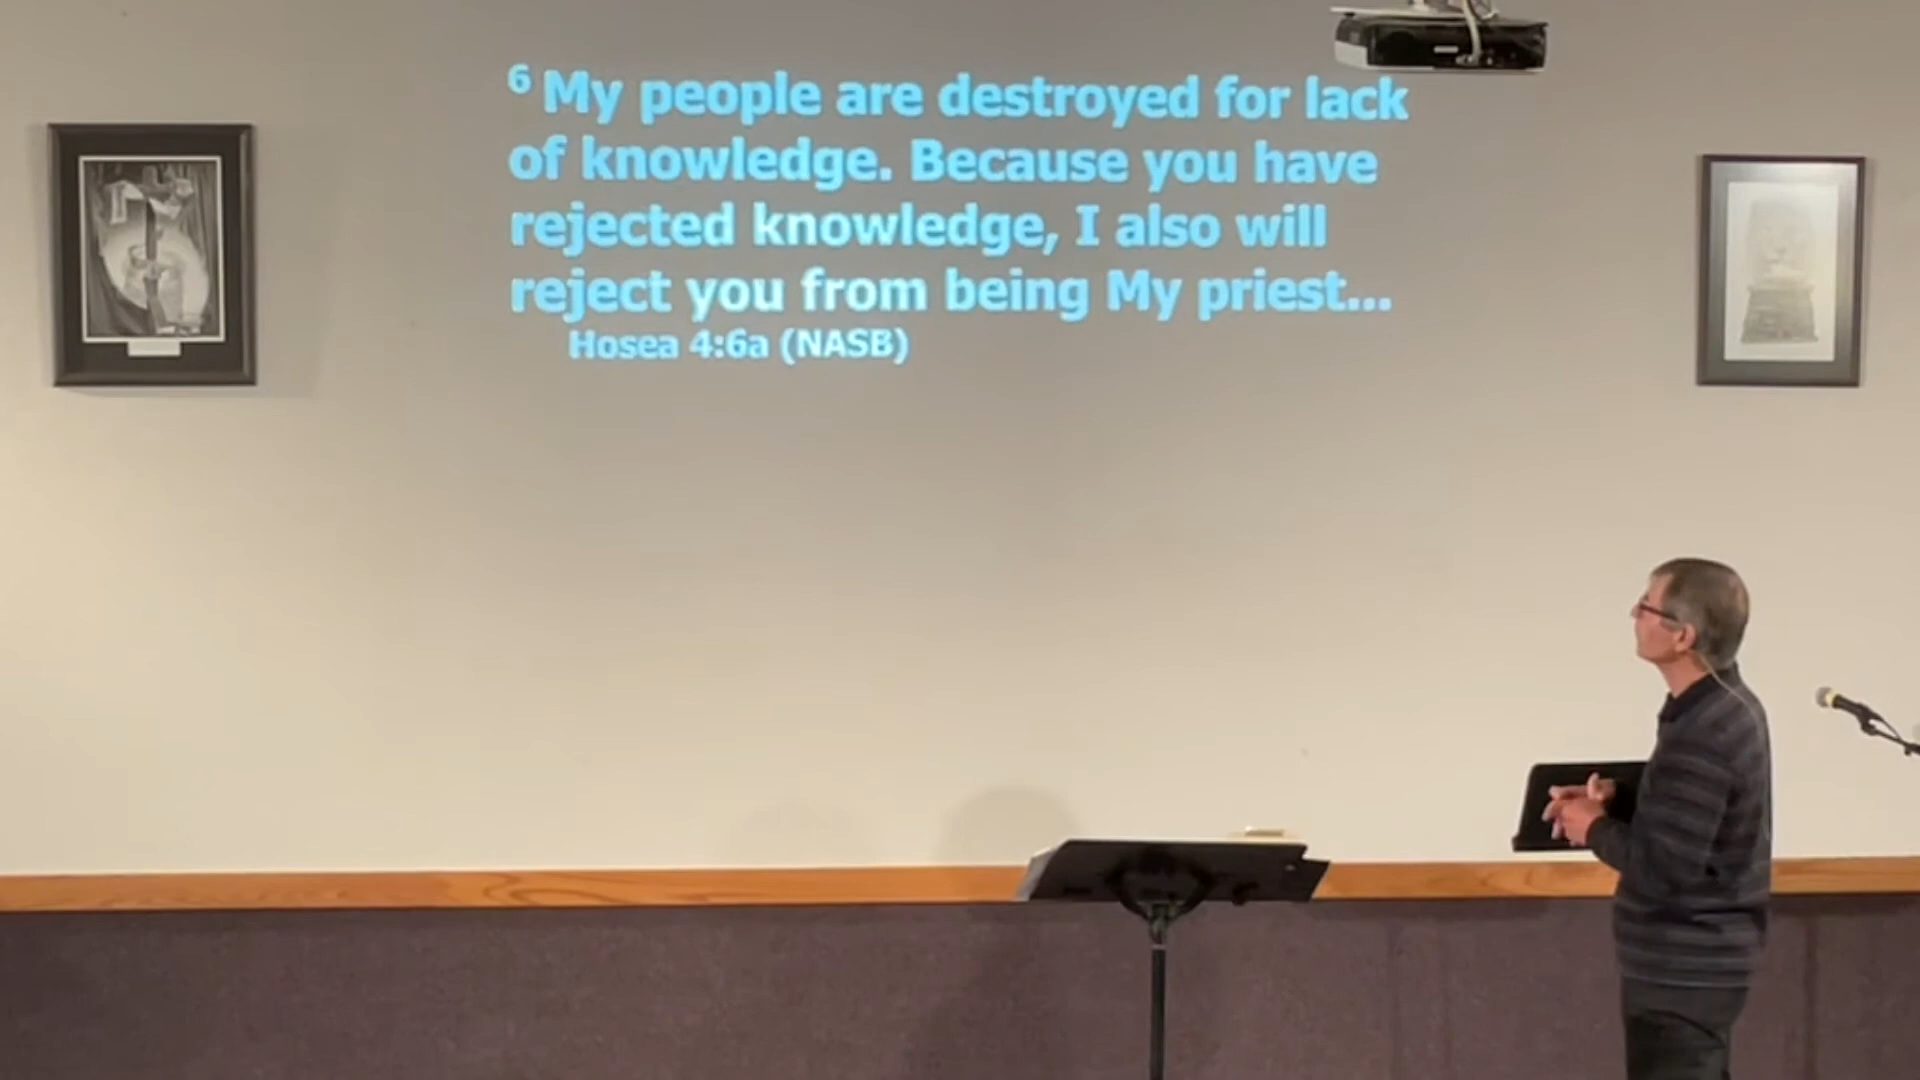 6 My people are destroyed for lack
of knowledge. Because you have
rejected knowledge, I also will
reject you from being My priest...
Hosea 4:6a (NASB)